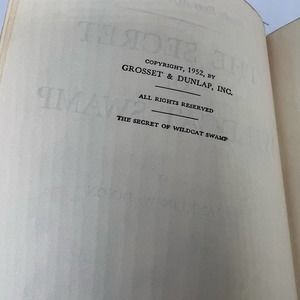 COPYRIGHT, 1952, BY
GROSSET & DUNLAP, INC.
ALL RIGHTS RESERVED
THE SECRET OF WILDCAT SWAMP